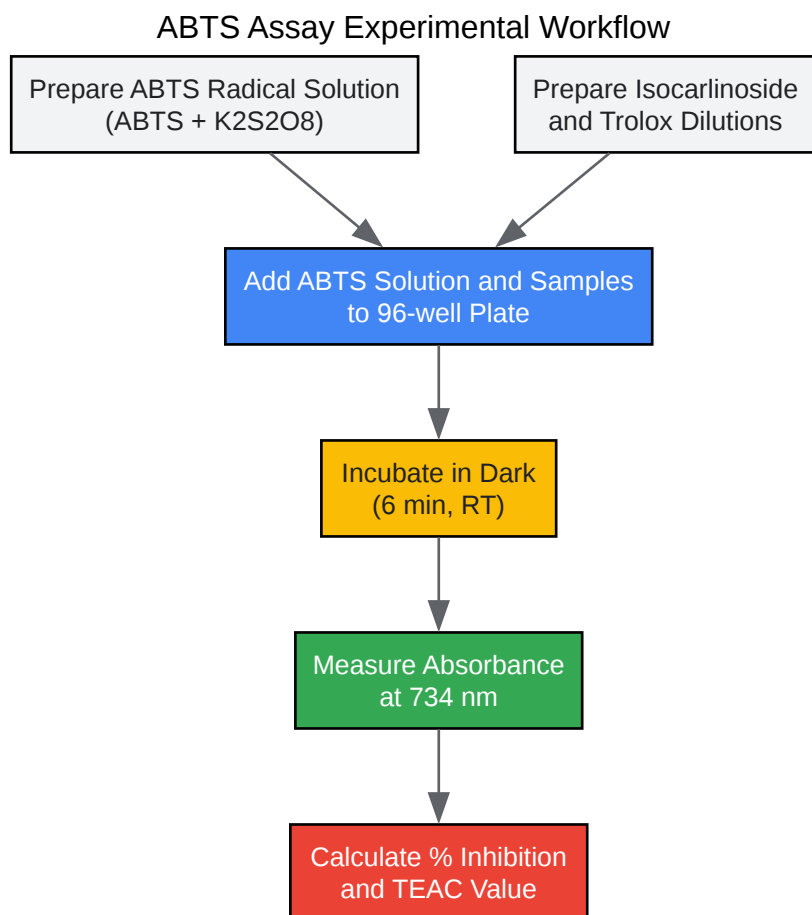 ABTS Assay Experimental Workflow
Prepare ABTS Radical Solution
(ABTS + K2S2O8)
Prepare Isocarlinoside
and Trolox Dilutions
Add ABTS Solution and Samples
to 96-well Plate
Incubate in Dark
(6 min, RT)
Measure Absorbance
at 734 nm
Calculate % Inhibition
and TEAC Value